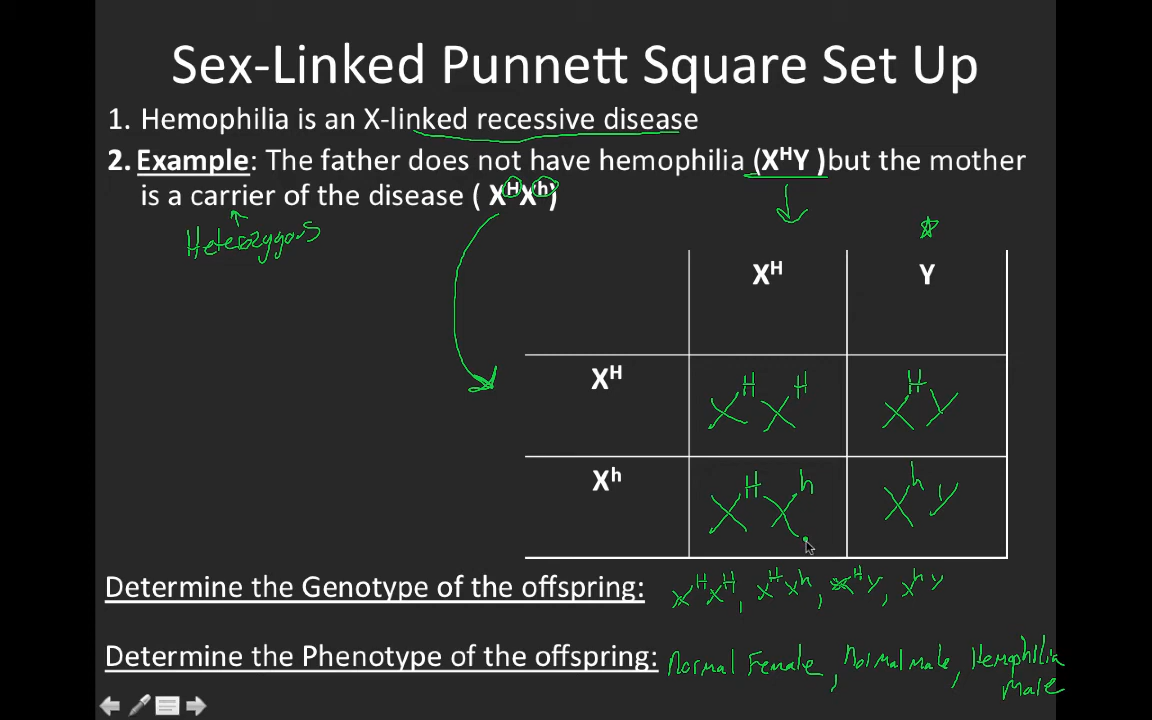 Sex-Linked Punnett Square Set Up
1. Hemophilia is an X-linked recessive disease
2. Example: The father does not have hemophilia (XᴴY )but the mother
is a carrier of the disease ( XᴴXʰ)
Heterozygous
Xᴴ Y
Xᴴ XᴴXᴴ XᴴY
Xʰ XᴴXʰ XʰY
Determine the Genotype of the offspring: XᴴXᴴ, XᴴXʰ, XᴴY, XʰY
Determine the Phenotype of the offspring: Normal Female, Normal male, Hemophilia
male